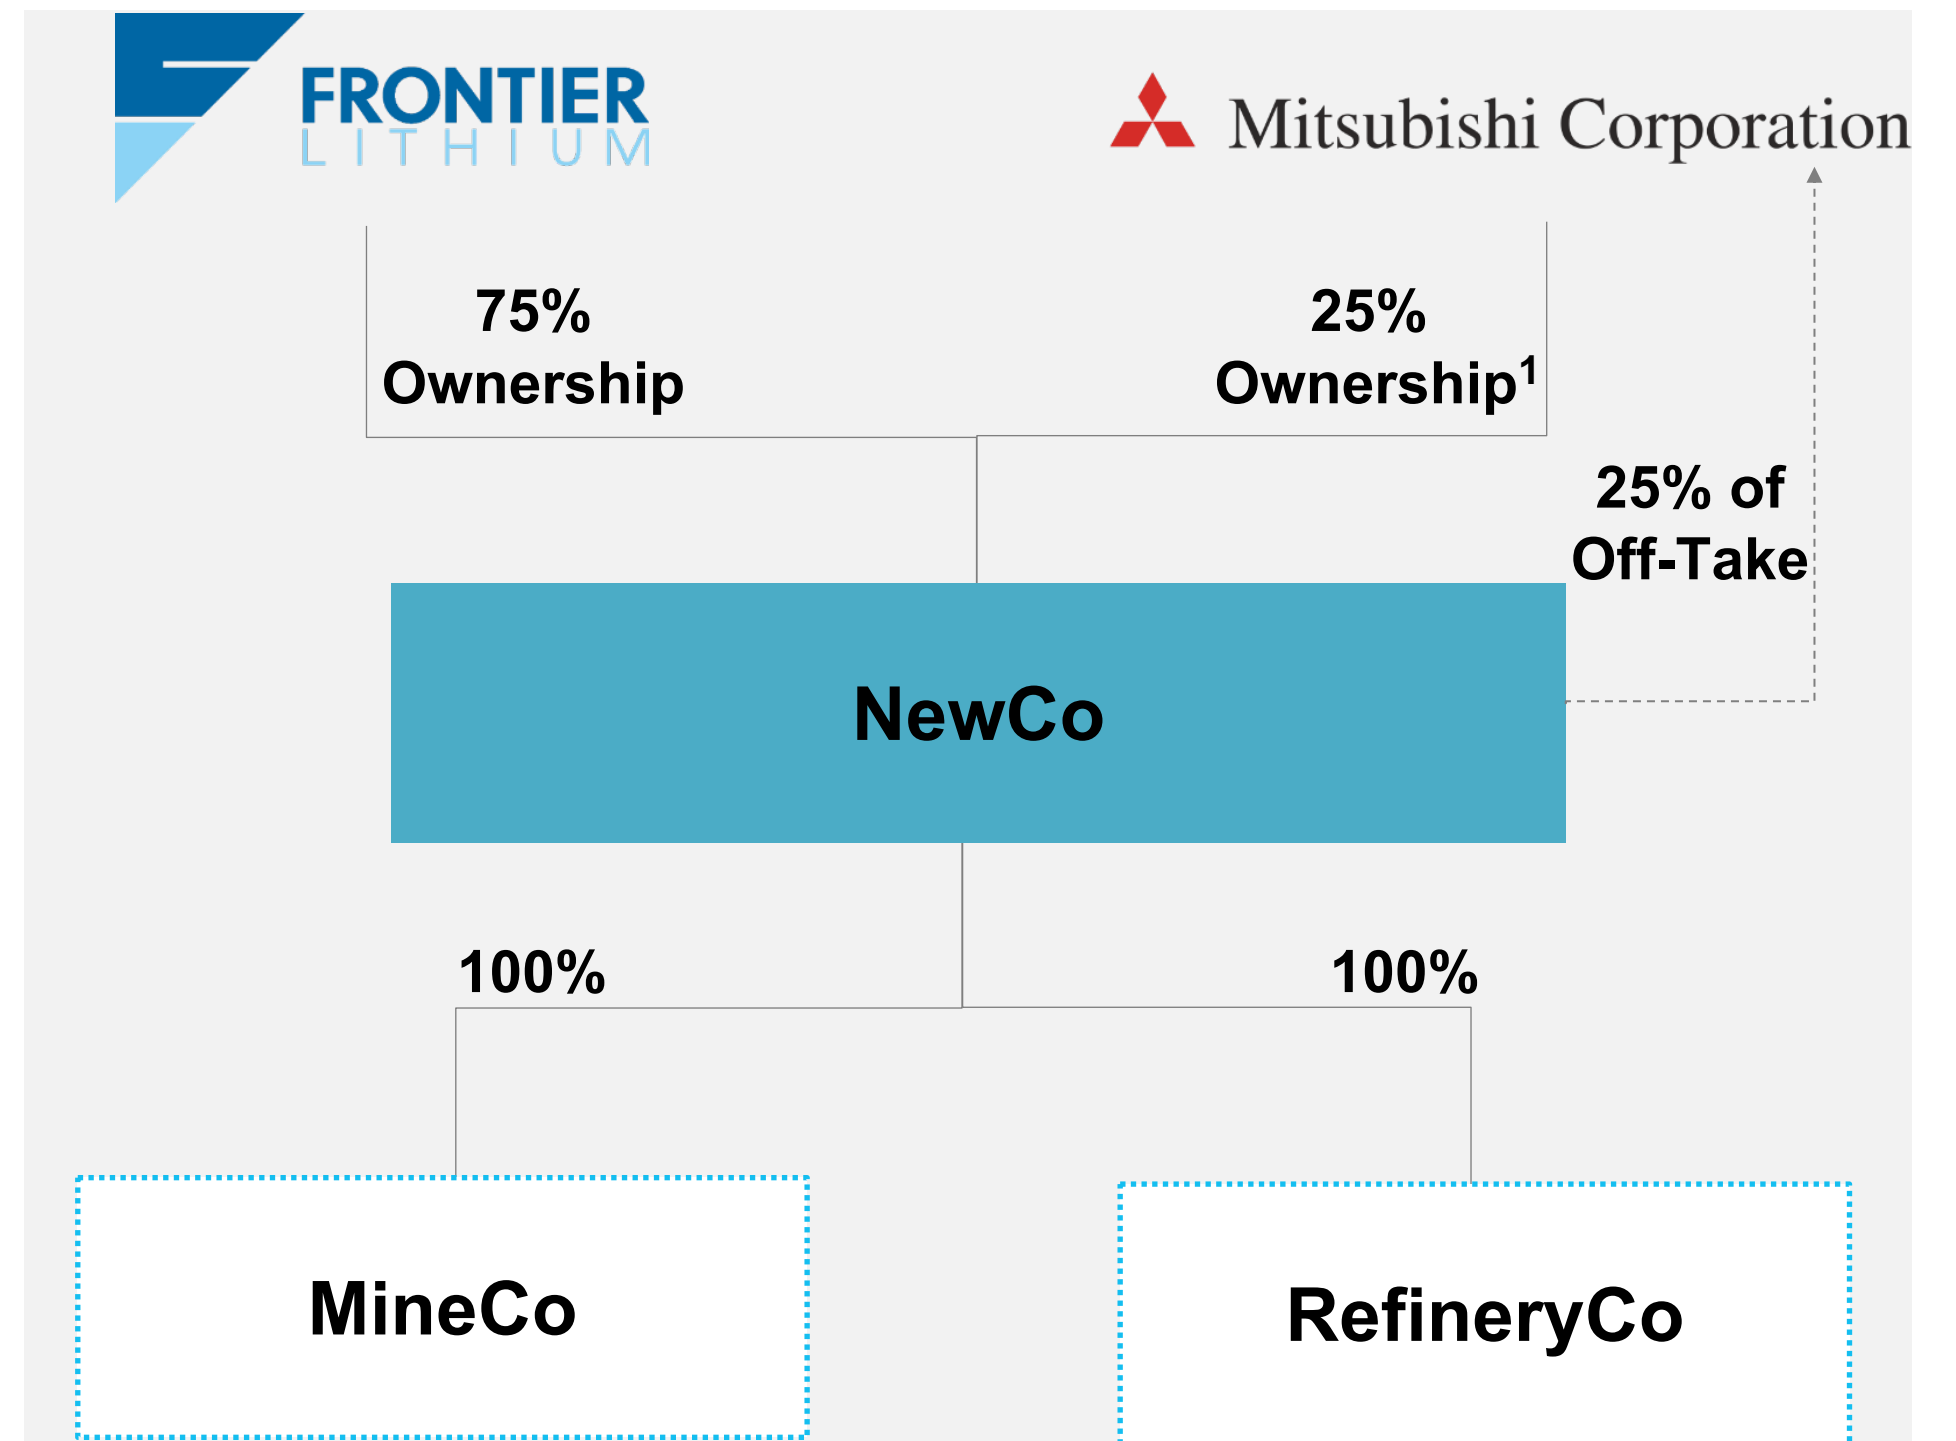 FRONTIER
LITHIUM
Mitsubishi Corporation
75%
Ownership
25%
Ownership¹
25% of
Off-Take
NewCo
100%
100%
MineCo
RefineryCo